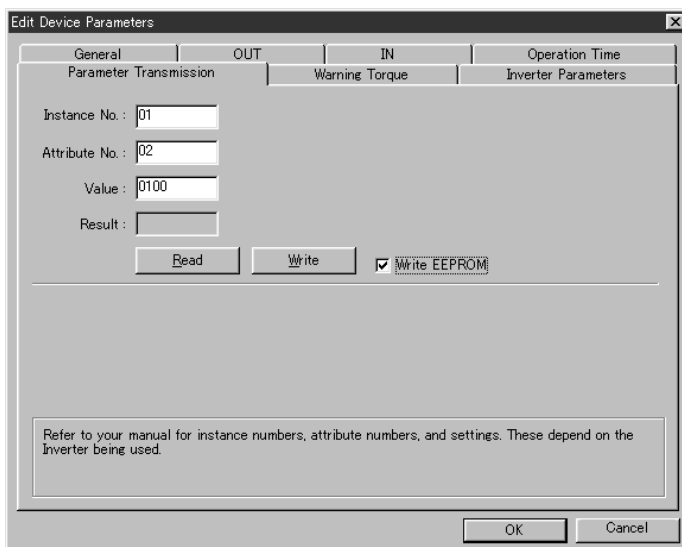 Edit Device Parameters
General OUT IN Operation Time
Parameter Transmission Warning Torque Inverter Parameters
Instance No. : 01
Attribute No. : 02
Value : 0100
Result :
Read Write Write EEPROM
Refer to your manual for instance numbers, attribute numbers, and settings. These depend on the
Inverter being used.
OK Cancel